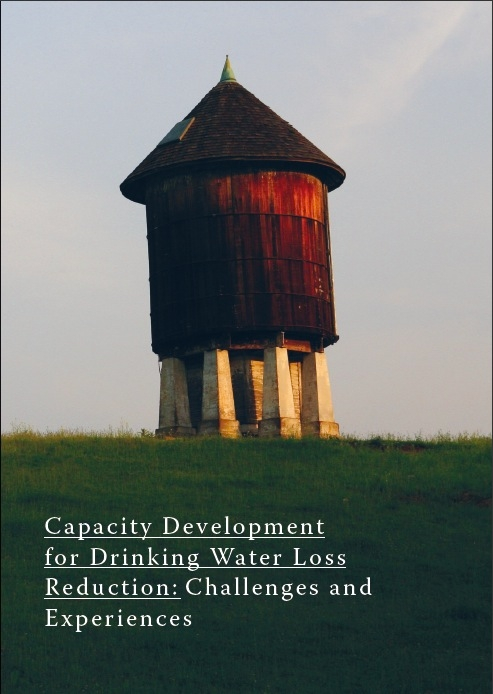 Capacity Development
for Drinking Water Loss
Reduction: Challenges and
Experiences